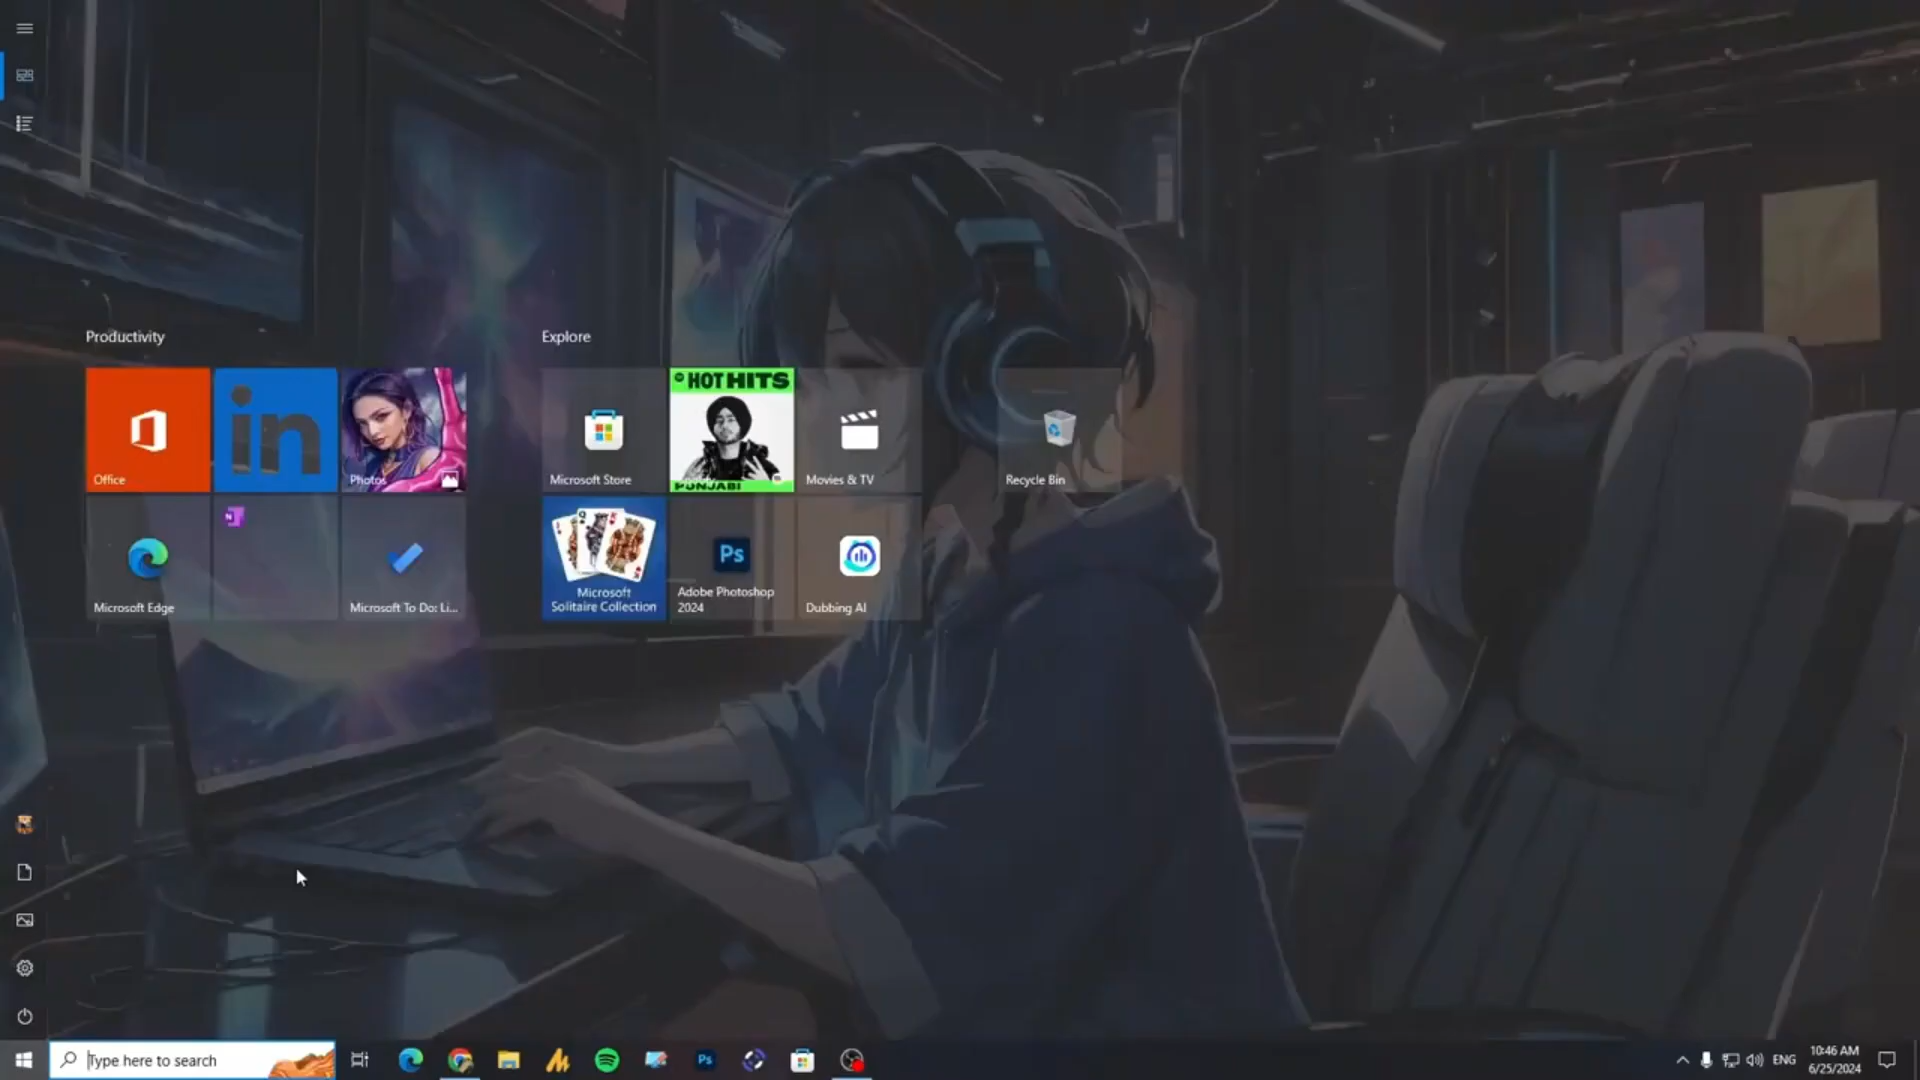 Productivity
Explore
Office
in
Photos
Microsoft Store
HOT HITS
PUNJABI
Movies & TV
Recycle Bin
Microsoft Edge
N
Microsoft To Do: Li...
Microsoft
Solitaire Collection
Ps
Adobe Photoshop
2024
Dubbing AI
Type here to search
Ps
ENG
10:46 AM
6/25/2024